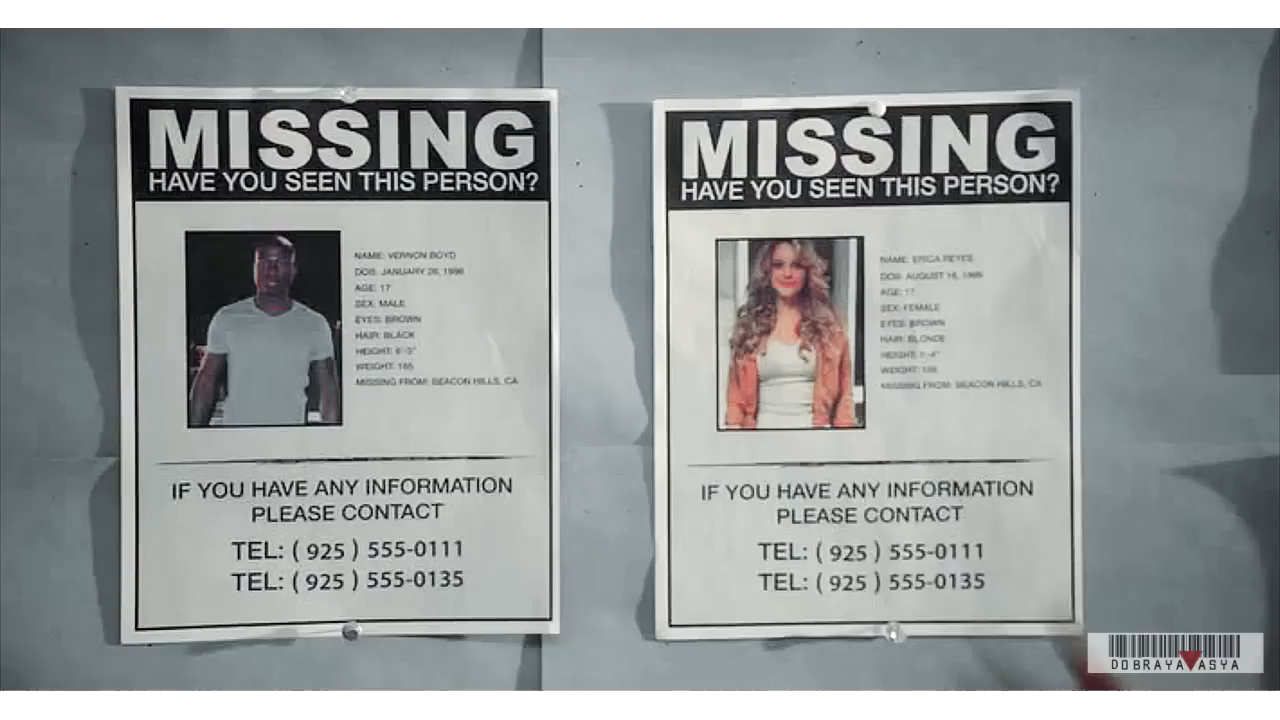 MISSING
HAVE YOU SEEN THIS PERSON?
NAME: VERNON BOYD
DOB: JANUARY 26, 1996
AGE: 17
SEX: MALE
EYES: BROWN
HAIR: BLACK
HEIGHT: 6'-3"
WEIGHT: 165
MISSING FROM: BEACON HILLS, CA
IF YOU HAVE ANY INFORMATION
PLEASE CONTACT
TEL: ( 925 ) 555-0111
TEL: ( 925 ) 555-0135
MISSING
HAVE YOU SEEN THIS PERSON?
NAME: ERICA REYES
DOB: AUGUST 16,
AGE: 17
SEX: FEMALE
EYES: BROWN
HAIR: BLONDE
HEIGHT:
WEIGHT:
MISSING FROM: BEACON HILLS, CA
IF YOU HAVE ANY INFORMATION
PLEASE CONTACT
TEL: ( 925 ) 555-0111
TEL: ( 925 ) 555-0135
DOBRAYA ASYA